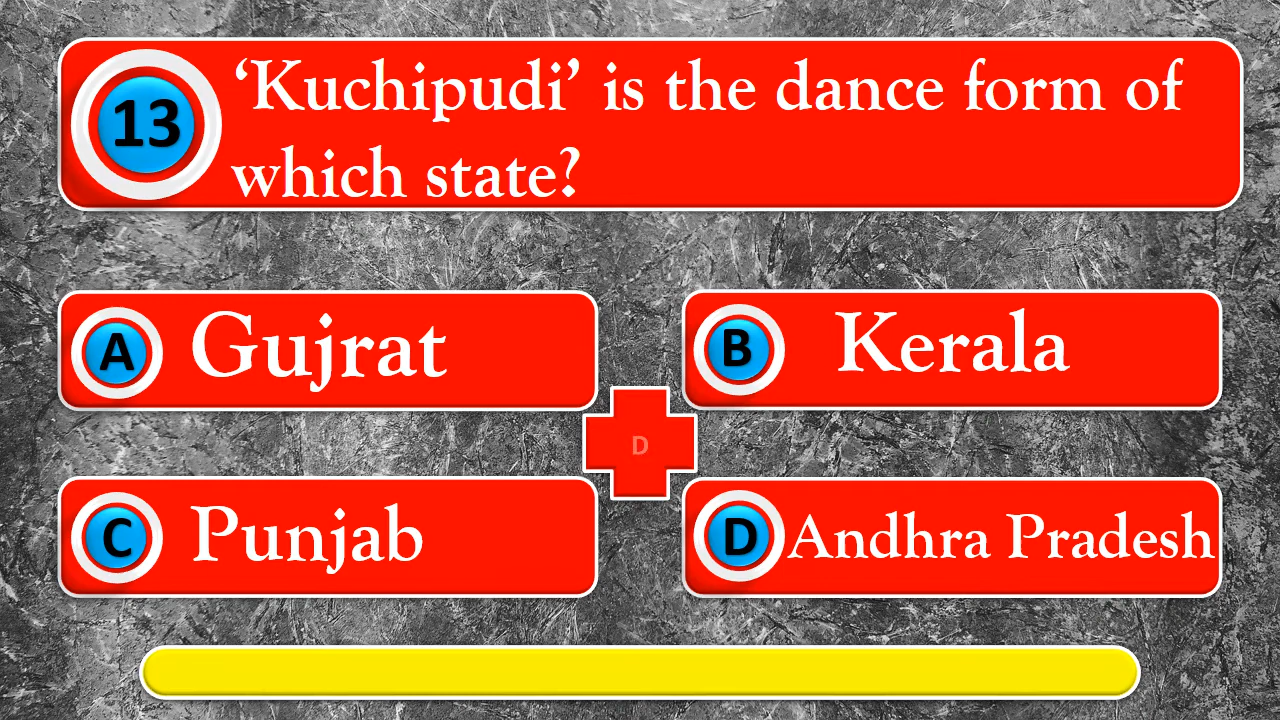 13
‘Kuchipudi’ is the dance form of
which state?
A Gujrat
B Kerala
D
C Punjab
D Andhra Pradesh